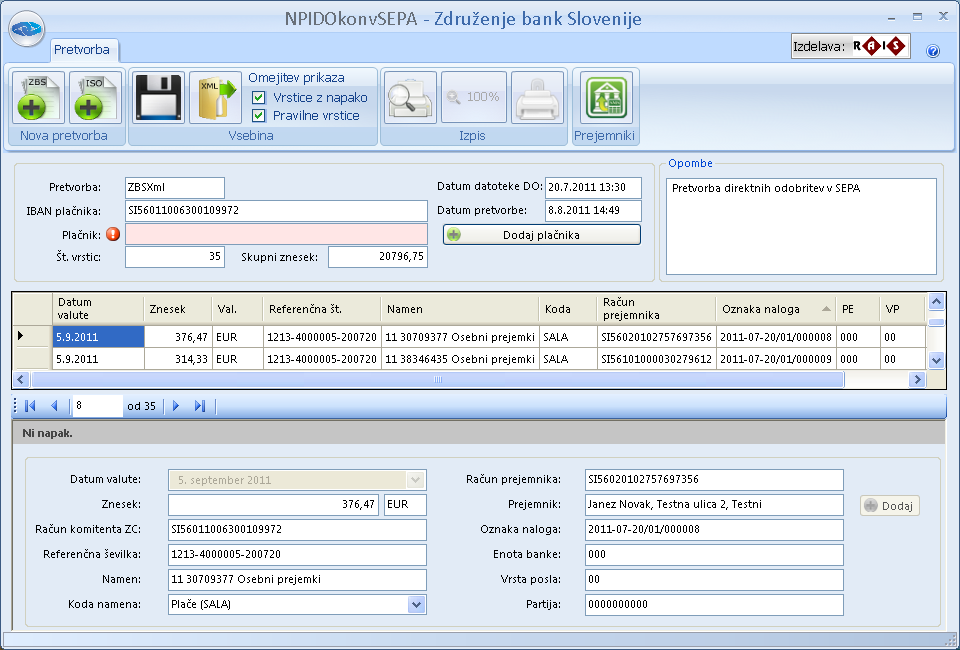 NPIDOkonvSEPA - Združenje bank Slovenije
Pretvorba
Izdelava: RAIS
ZBS
ISO
Nova pretvorba
XML
Omejitev prikaza
Vrstice z napako
Pravilne vrstice
Vsebina
100%
Izpis
Prejemniki
Pretvorba: ZBSXml
Datum datoteke DO: 20.7.2011 13:30
IBAN plačnika: SI56011006300109972
Datum pretvorbe: 8.8.2011 14:49
Plačnik:
Dodaj plačnika
Št. vrstic: 35
Skupni znesek: 20796,75
Opombe
Pretvorba direktnih odobritev v SEPA
Datum valute Znesek Val. Referenčna št. Namen Koda Račun prejemnika Oznaka naloga PE VP
5.9.2011 376,47 EUR 1213-4000005-200720 11 30709377 Osebni prejemki SALA SI56020102757697356 2011-07-20/01/000008 000 00
5.9.2011 314,33 EUR 1213-4000005-200720 11 38346435 Osebni prejemki SALA SI56101000030279612 2011-07-20/01/000009 000 00
8 od 35
Ni napak.
Datum valute: 5. september 2011
Znesek: 376,47 EUR
Račun komitenta ZC: SI56011006300109972
Referenčnaševilka: 1213-4000005-200720
Namen: 11 30709377 Osebni prejemki
Koda namena: Plače (SALA)
Račun prejemnika: SI56020102757697356
Prejemnik: Janez Novak, Testna ulica 2, Testni
Dodaj
Oznaka naloga: 2011-07-20/01/000008
Enota banke: 000
Vrsta posla: 00
Partija: 0000000000